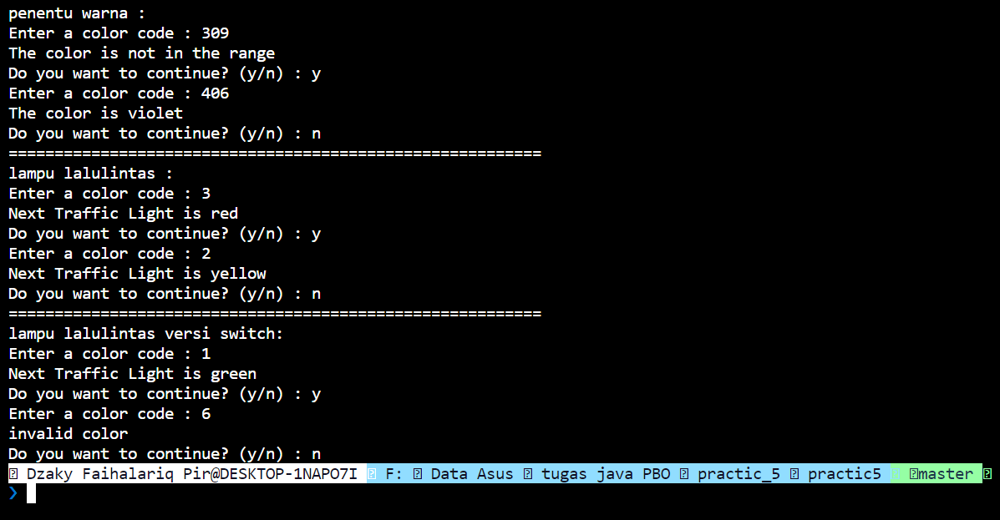 penentu warna :
Enter a color code : 309
The color is not in the range
Do you want to continue? (y/n) : y
Enter a color code : 406
The color is violet
Do you want to continue? (y/n) : n
==========================================================
lampu lalulintas :
Enter a color code : 3
Next Traffic Light is red
Do you want to continue? (y/n) : y
Enter a color code : 2
Next Traffic Light is yellow
Do you want to continue? (y/n) : n
==========================================================
lampu lalulintas versi switch:
Enter a color code : 1
Next Traffic Light is green
Do you want to continue? (y/n) : y
Enter a color code : 6
invalid color
Do you want to continue? (y/n) : n
Dzaky Faihalariq Pir@DESKTOP-1NAPO7I F: Data Asus tugas java PBO practic_5 practic5 master
❯